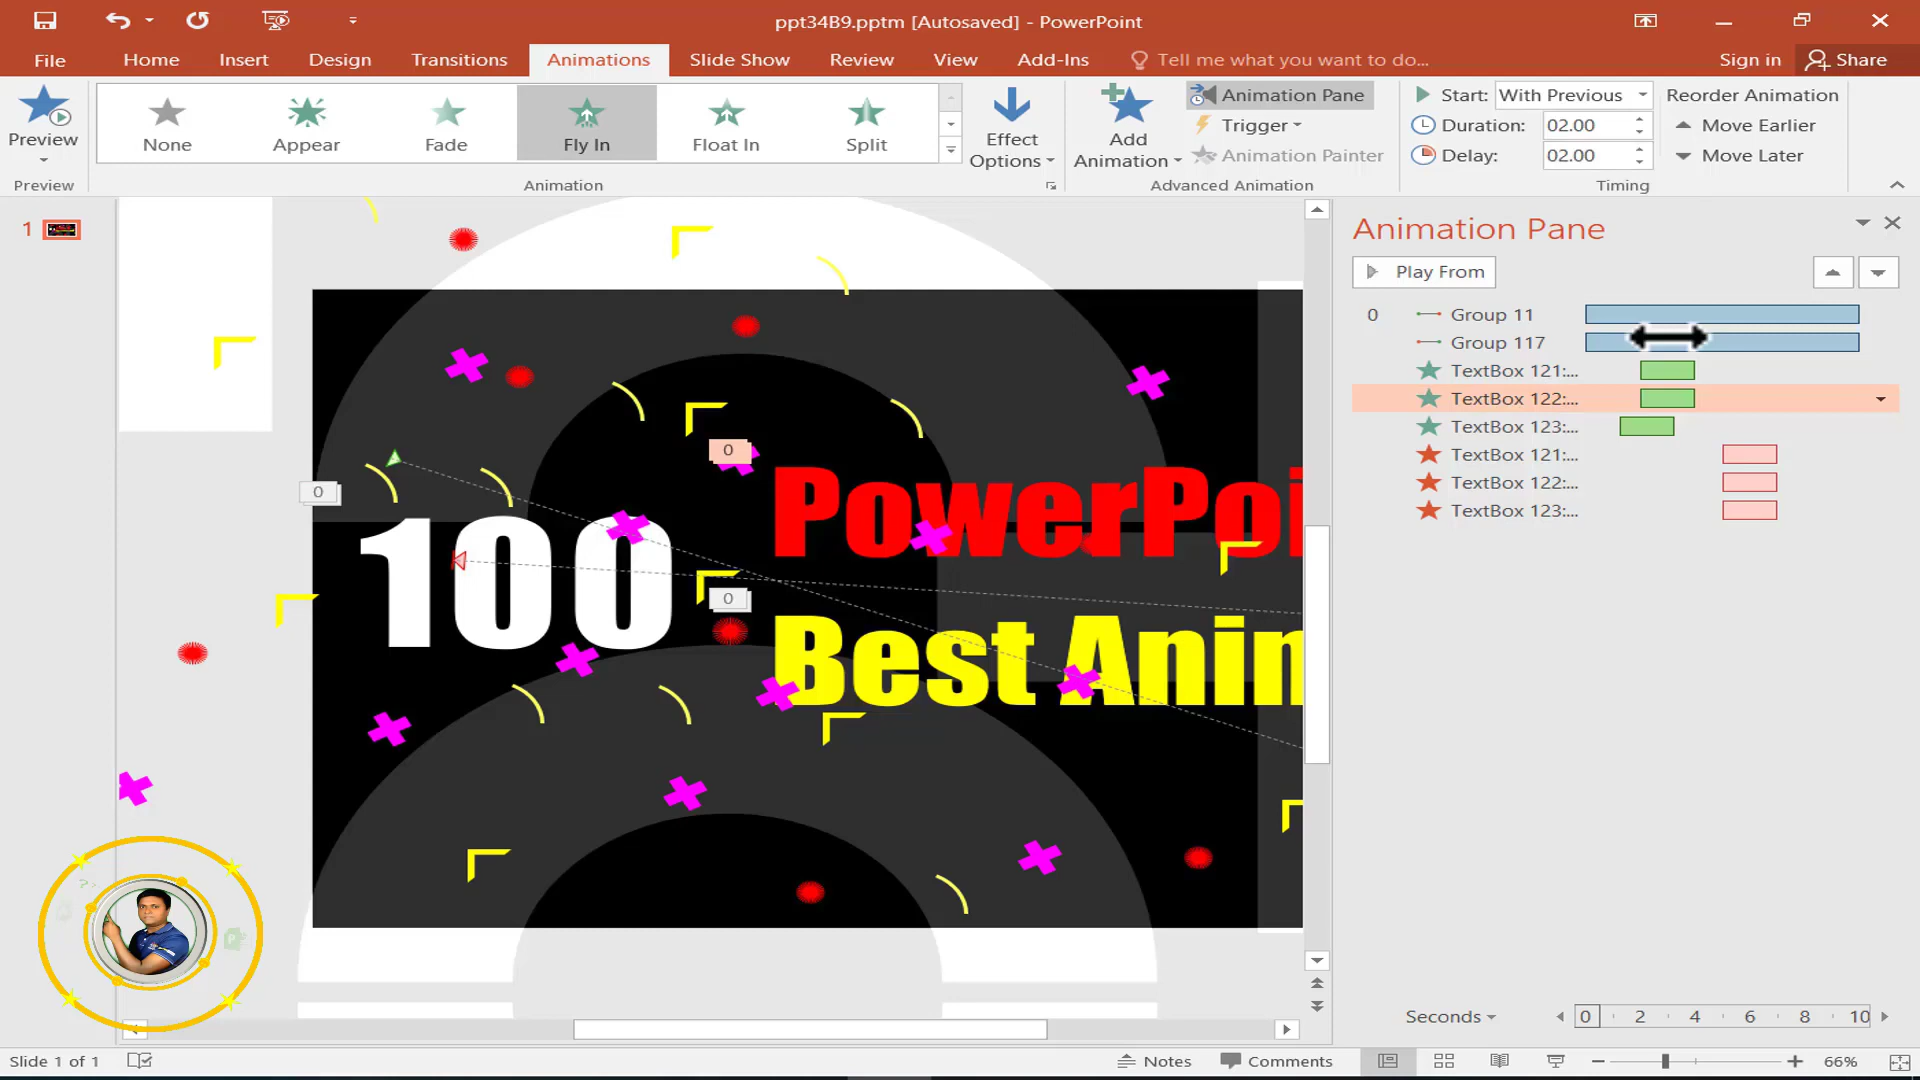 ppt34B9.pptm [Autosaved] - PowerPoint
File Home Insert Design Transitions Animations Slide Show Review View Add-Ins Tell me what you want to do... Sign in Share
Preview
None Appear Fade Fly In Float In Split
Effect Options
Add Animation
Animation Pane
Trigger
Animation Painter
Start: With Previous
Duration: 02.00
Delay: 02.00
Reorder Animation
Move Earlier
Move Later
Preview Animation Advanced Animation Timing
1
Animation Pane
Play From
0 Group 11
Group 117
TextBox 121:...
TextBox 122:...
TextBox 123:...
TextBox 121:...
TextBox 122:...
TextBox 123:...
0
0
0
100
PowerPoi
Best Anim
Seconds 0 2 4 6 8 10
Slide 1 of 1 Notes Comments 66%